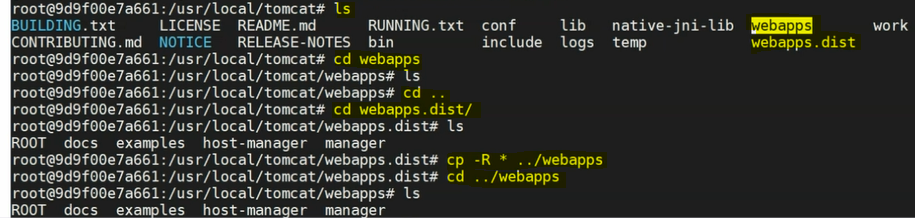 root@9d9f00e7a661:/usr/local/tomcat# ls
BUILDING.txt LICENSE README.md RUNNING.txt conf lib native-jni-lib webapps work
CONTRIBUTING.md NOTICE RELEASE-NOTES bin include logs temp webapps.dist
root@9d9f00e7a661:/usr/local/tomcat# cd webapps
root@9d9f00e7a661:/usr/local/tomcat/webapps# ls
root@9d9f00e7a661:/usr/local/tomcat/webapps# cd ..
root@9d9f00e7a661:/usr/local/tomcat# cd webapps.dist/
root@9d9f00e7a661:/usr/local/tomcat/webapps.dist# ls
ROOT docs examples host-manager manager
root@9d9f00e7a661:/usr/local/tomcat/webapps.dist# cp -R * ../webapps
root@9d9f00e7a661:/usr/local/tomcat/webapps.dist# cd ../webapps
root@9d9f00e7a661:/usr/local/tomcat/webapps# ls
ROOT docs examples host-manager manager